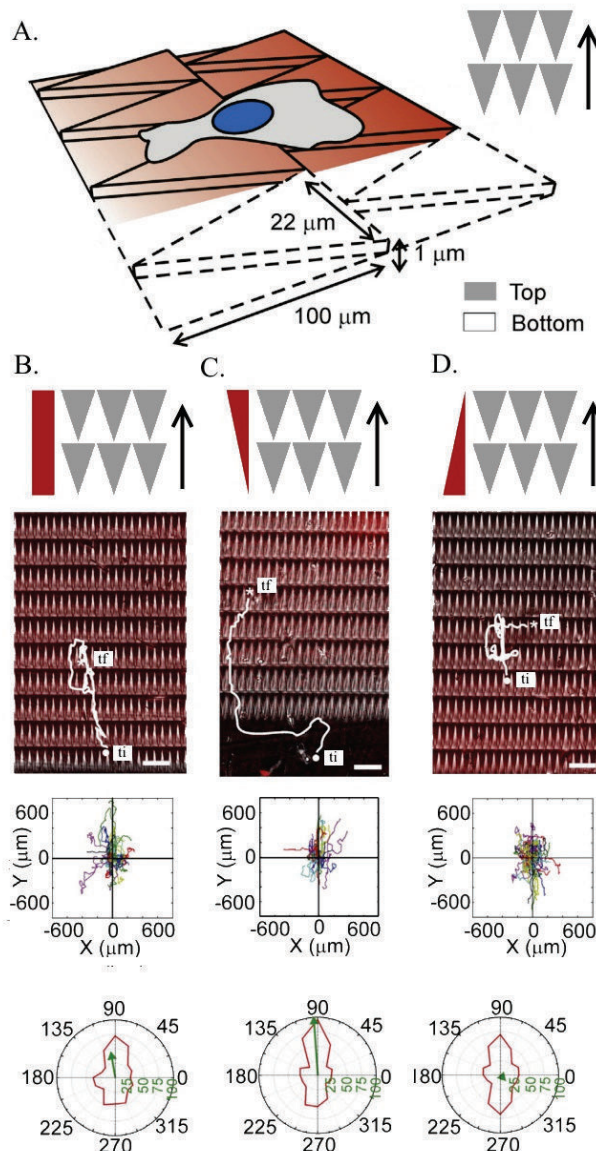 A.
22 μm
1 μm
100 μm
Top
Bottom
B.
C.
D.
tf
ti
tf
ti
tf
ti
600
0
-600
Y (μm)
-600 0 600
X (μm)
600
0
-600
Y (μm)
-600 0 600
X (μm)
600
0
-600
Y (μm)
-600 0 600
X (μm)
90
135 45
180 0
225 315
270
25 50 75 100
90
135 45
180 0
225 315
270
25 50 75 100
90
135 45
180 0
225 315
270
25 50 75 100